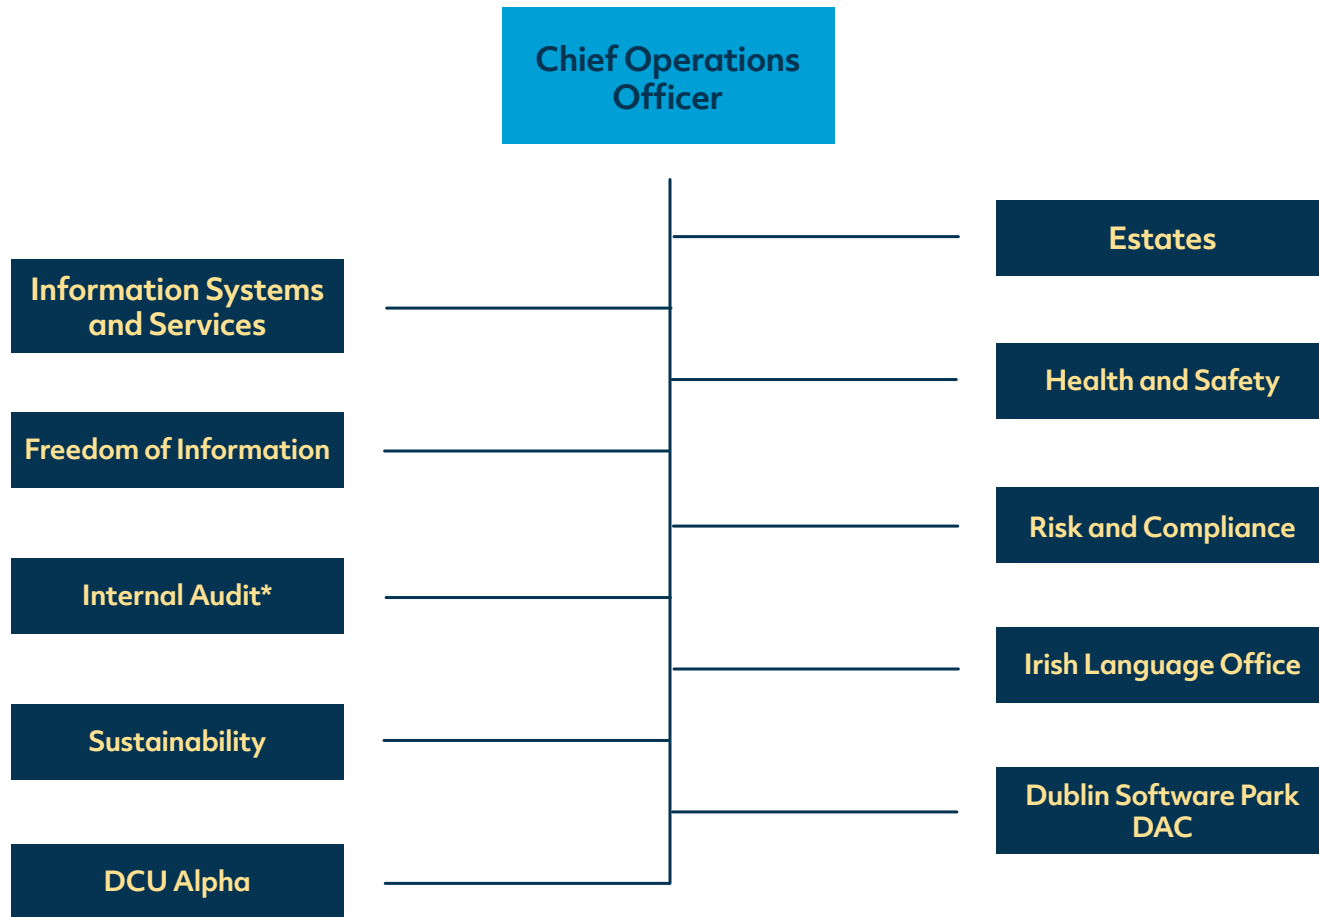 Chief Operations
Officer
Estates
Information Systems
and Services
Health and Safety
Freedom of Information
Risk and Compliance
Internal Audit*
Irish Language Office
Sustainability
Dublin Software Park
DAC
DCU Alpha